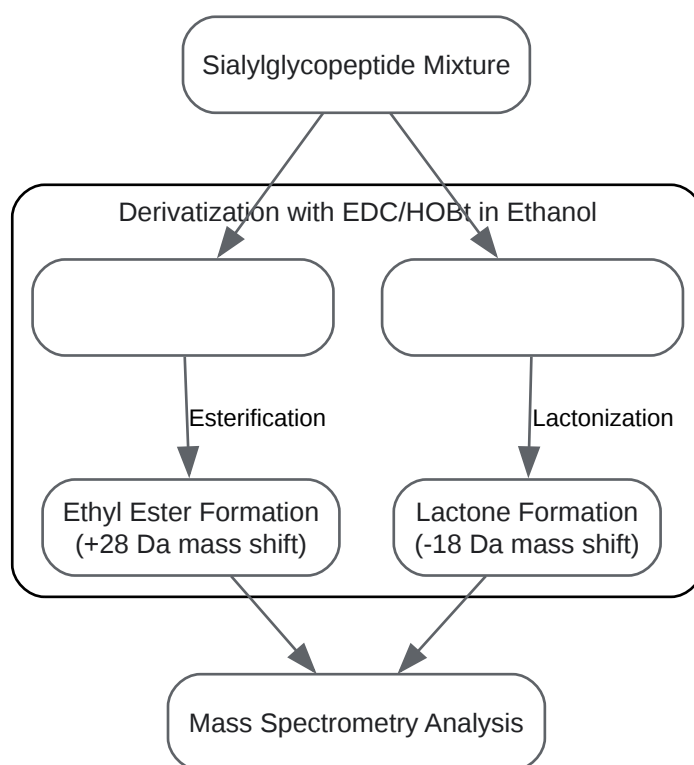 Sialylglycopeptide Mixture
Derivatization with EDC/HOBt in Ethanol
Esterification
Lactonization
Ethyl Ester Formation
(+28 Da mass shift)
Lactone Formation
(-18 Da mass shift)
Mass Spectrometry Analysis